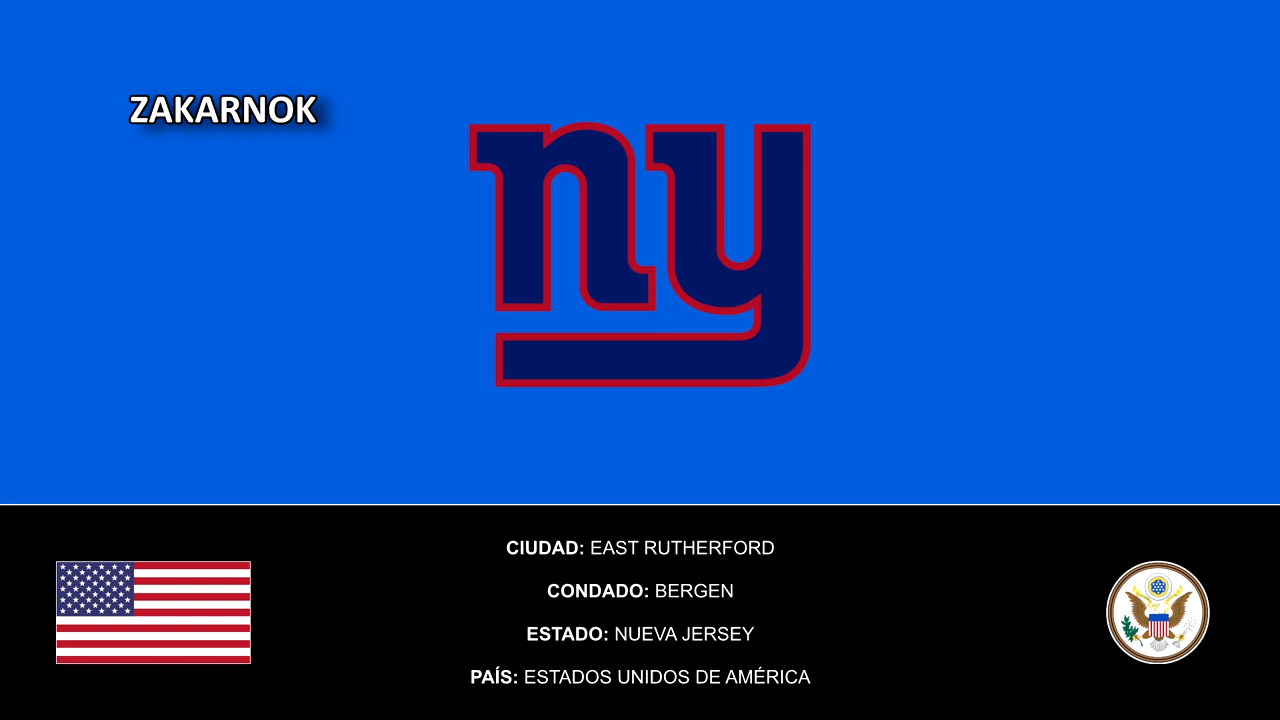 ZAKARNOK
ny
CIUDAD: EAST RUTHERFORD
CONDADO: BERGEN
ESTADO: NUEVA JERSEY
PAÍS: ESTADOS UNIDOS DE AMÉRICA